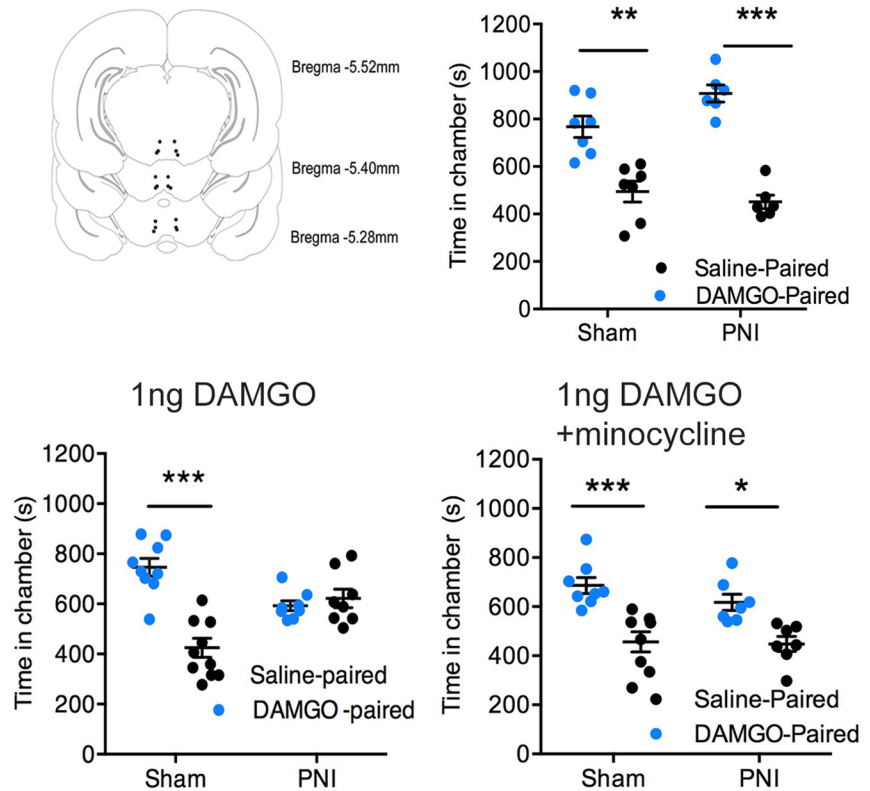 Bregma -5.52mm
Bregma -5.40mm
Bregma -5.28mm
Time in chamber (s)
1200
1000
800
600
400
200
0
**
***
Saline-Paired
DAMGO-Paired
Sham
PNI
1ng DAMGO
Time in chamber (s)
1200
1000
800
600
400
200
0
***
Saline-paired
DAMGO -paired
Sham
PNI
1ng DAMGO
+minocycline
Time in chamber (s)
1200
1000
800
600
400
200
0
***
*
Saline-Paired
DAMGO-Paired
Sham
PNI